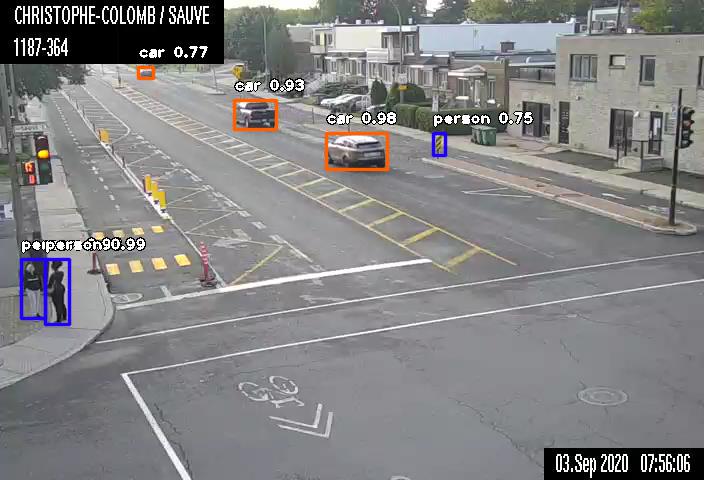 CHRISTOPHE-COLOMB / SAUVE
1187-364
car 0.77
car 0.93
car 0.98
person 0.75
person90.99
03.Sep 2020 07:56:06